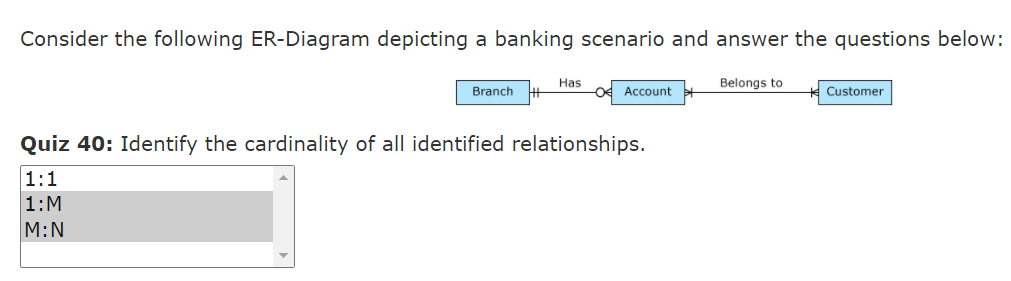 Consider the following ER-Diagram depicting a banking scenario and answer the questions below:
Branch Has Account Belongs to Customer
Quiz 40: Identify the cardinality of all identified relationships.
1:1
1:M
M:N